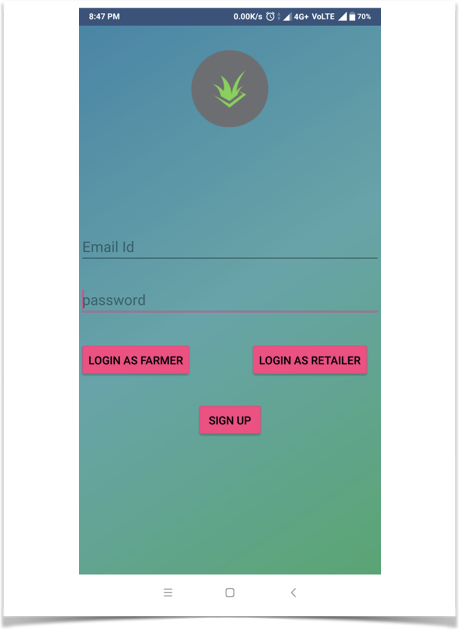 8:47 PM 0.00K/s 4G+ VoLTE 70%
Email Id
password
LOGIN AS FARMER LOGIN AS RETAILER
SIGN UP